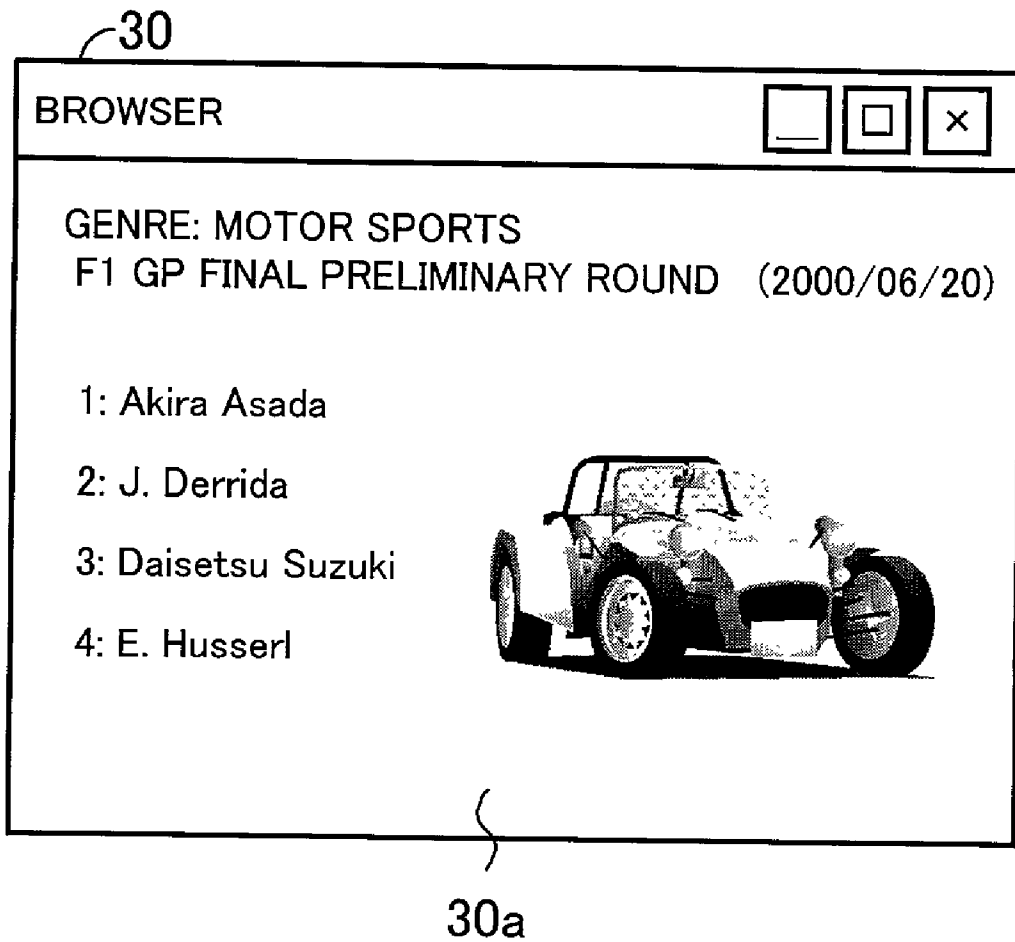 30
BROWSER
GENRE: MOTOR SPORTS
F1 GP FINAL PRELIMINARY ROUND (2000/06/20)
1: Akira Asada
2: J. Derrida
3: Daisetsu Suzuki
4: E. Husserl
30a